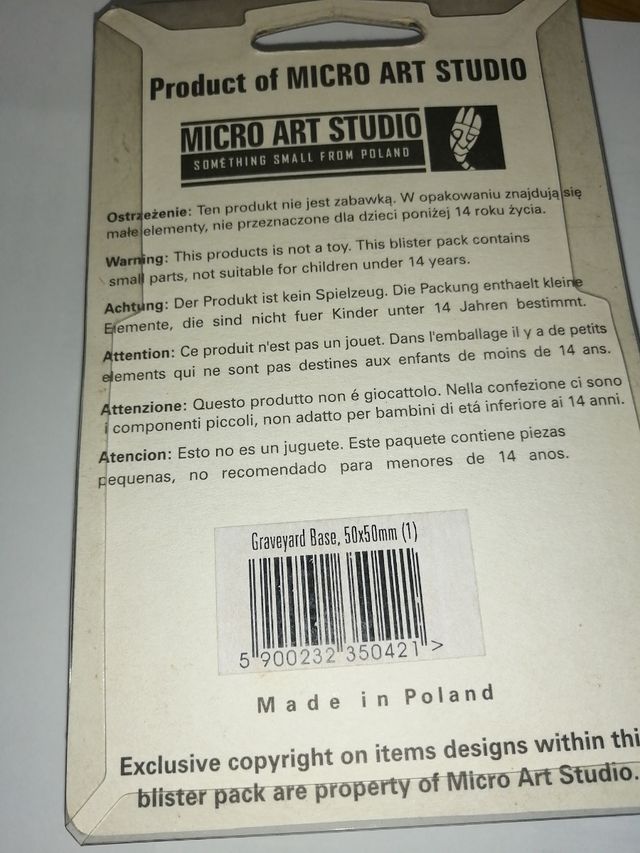 Product of MICRO ART STUDIO
MICRO ART STUDIO
SOMETHING SMALL FROM POLAND
Ostrzeżenie: Ten produkt nie jest zabawką. W opakowaniu znajdują się
małe elementy, nie przeznaczone dla dzieci poniżej 14 roku życia.
Warning: This products is not a toy. This blister pack contains
small parts, not suitable for children under 14 years.
Achtung: Der Produkt ist kein Spielzeug. Die Packung enthaelt kleine
Elemente, die sind nicht fuer Kinder unter 14 Jahren bestimmt.
Attention: Ce produit n'est pas un jouet. Dans l'emballage il y a de petits
elements qui ne sont pas destines aux enfants de moins de 14 ans.
Attenzione: Questo produtto non é giocattolo. Nella confezione ci sono
i componenti piccoli, non adatto per bambini di etá inferiore ai 14 anni.
Atencion: Esto no es un juguete. Este paquete contiene piezas
pequenas, no recomendado para menores de 14 anos.
Graveyard Base, 50x50mm (1)
5 900232 350421 >
Made in Poland
Exclusive copyright on items designs within thi
blister pack are property of Micro Art Studio.